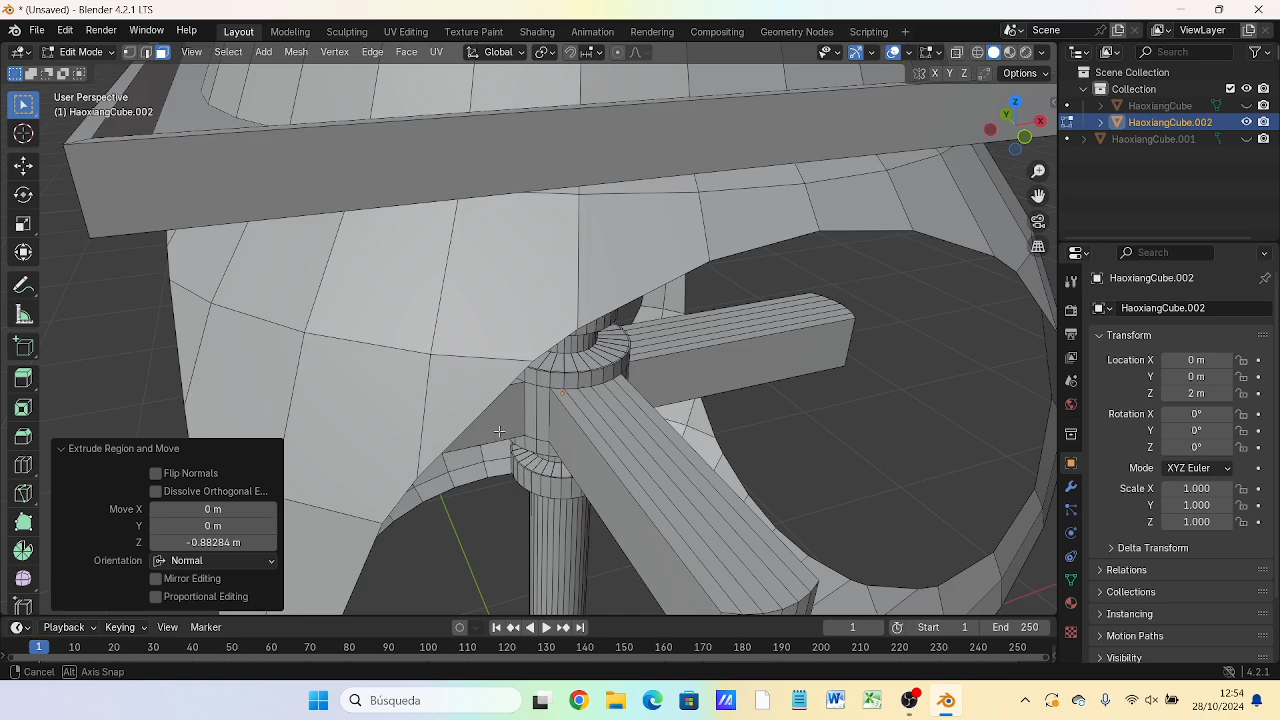 * (Unsaved) - Blender 4.2.1 LTS
File Edit Render Window Help Layout Modeling Sculpting UV Editing Texture Paint Shading Animation Rendering Compositing Geometry Nodes Scripting + Scene ViewLayer
Edit Mode View Select Add Mesh Vertex Edge Face UV Global Search
X Y Z Options
User Perspective
(1) HaoxiangCube.002
Z
Y
X
Scene Collection
Collection
HaoxiangCube
HaoxiangCube.002
HaoxiangCube.001
Search
HaoxiangCube.002
HaoxiangCube.002
Transform
Location X 0 m
Y 0 m
Z 2 m
Rotation X 0°
Y 0°
Z 0°
Mode XYZ Euler
Scale X 1.000
Y 1.000
Z 1.000
Delta Transform
Relations
Collections
Instancing
Motion Paths
Visibility
Extrude Region and Move
Flip Normals
Dissolve Orthogonal E...
Move X 0 m
Y 0 m
Z -0.88284 m
Orientation Normal
Mirror Editing
Proportional Editing
Playback Keying View Marker 1 Start 1 End 250
1 10 20 30 40 50 60 70 80 90 100 110 120 130 140 150 160 170 180 190 200 210 220 230 240 250
Cancel Alt Axis Snap 4.2.1
Búsqueda
12:54
28/10/2024